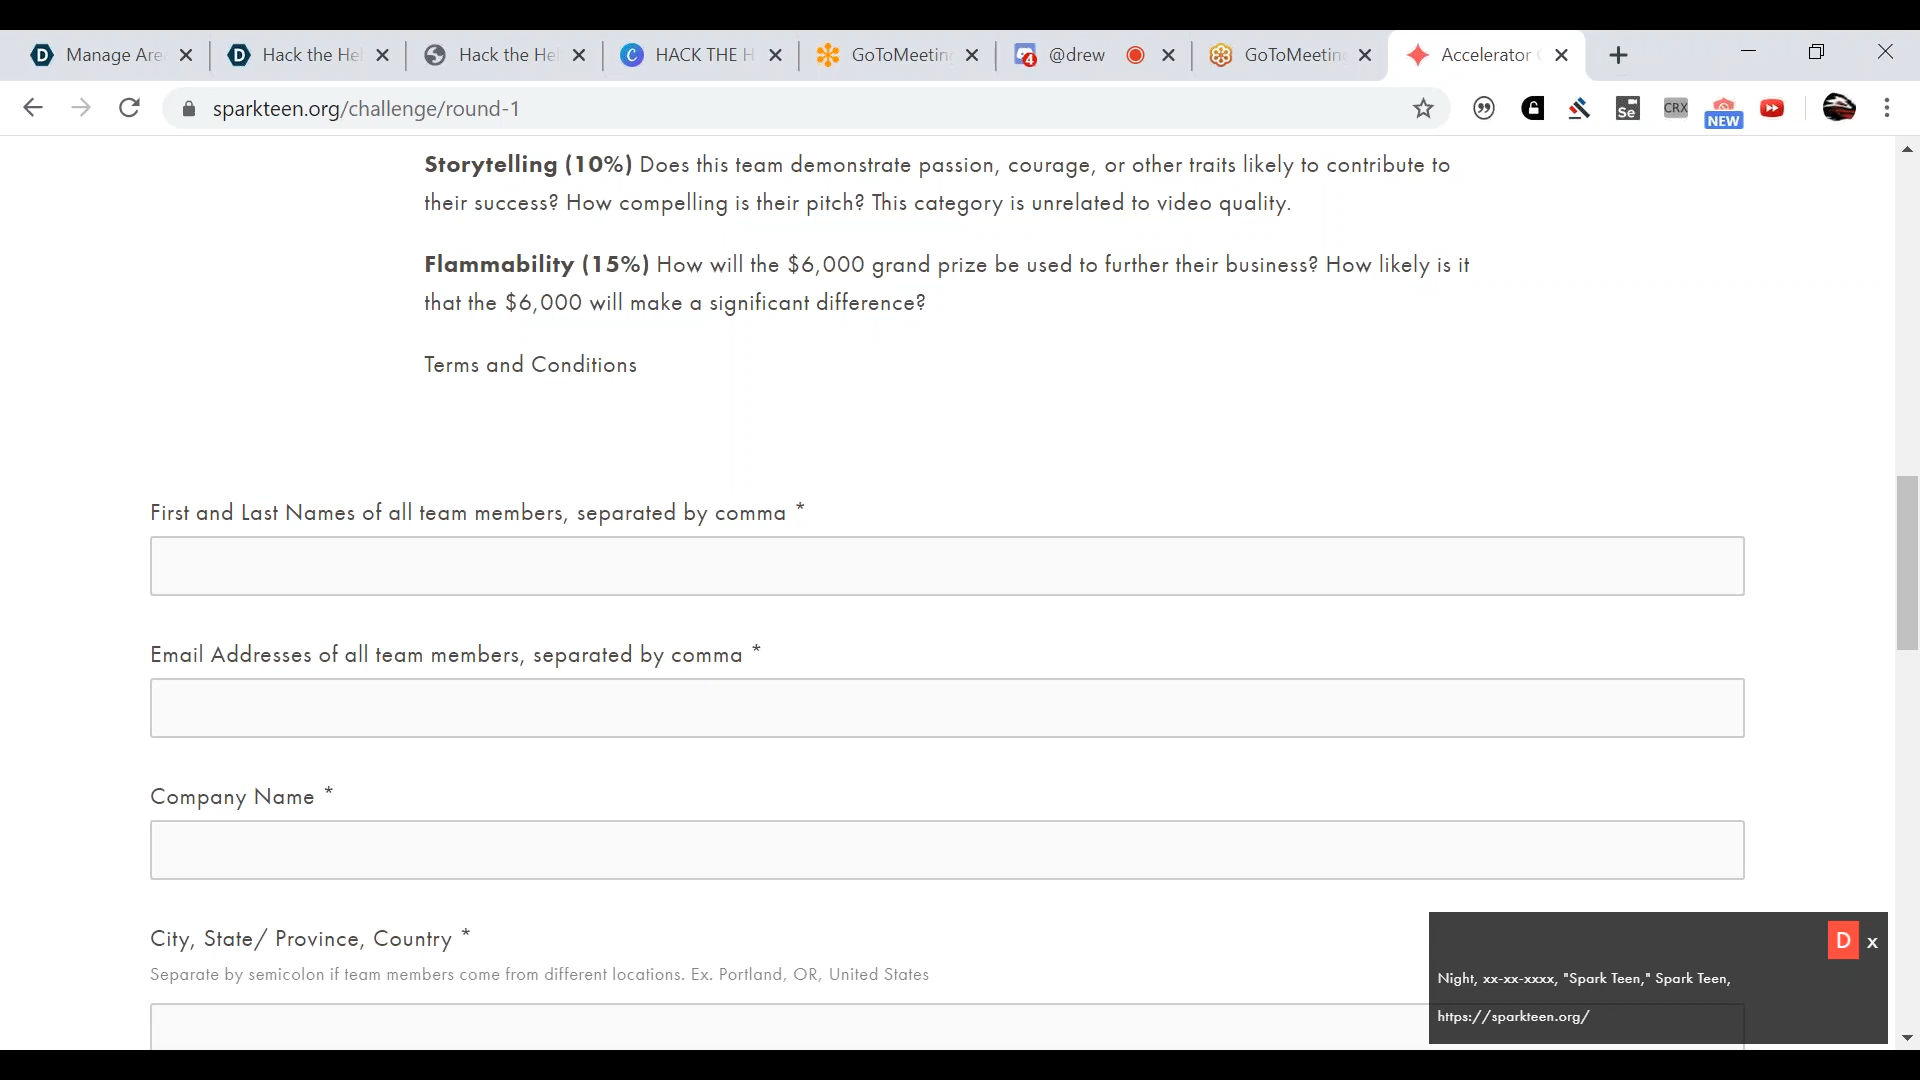 Manage Are
Hack the He
Hack the He
HACK THE H
GoToMeetin
4
@drew
GoToMeetin
Accelerator
sparkteen.org/challenge/round-1
Se
CRX
NEW
Storytelling (10%) Does this team demonstrate passion, courage, or other traits likely to contribute to
their success? How compelling is their pitch? This category is unrelated to video quality.
Flammability (15%) How will the $6,000 grand prize be used to further their business? How likely is it
that the $6,000 will make a significant difference?
Terms and Conditions
First and Last Names of all team members, separated by comma *
Email Addresses of all team members, separated by comma *
Company Name *
City, State/ Province, Country *
Separate by semicolon if team members come from different locations. Ex. Portland, OR, United States
D x
Night, xx-xx-xxxx, "Spark Teen," Spark Teen,
https://sparkteen.org/